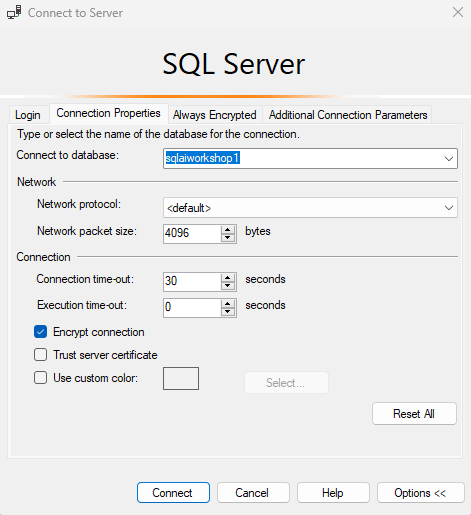 Connect to Server
SQL Server
Login Connection Properties Always Encrypted Additional Connection Parameters
Type or select the name of the database for the connection.
Connect to database: sqlaiworkshop1
Network
Network protocol: <default>
Network packet size: 4096 bytes
Connection
Connection time-out: 30 seconds
Execution time-out: 0 seconds
Encrypt connection
Trust server certificate
Use custom color: Select...
Reset All
Connect Cancel Help Options <<